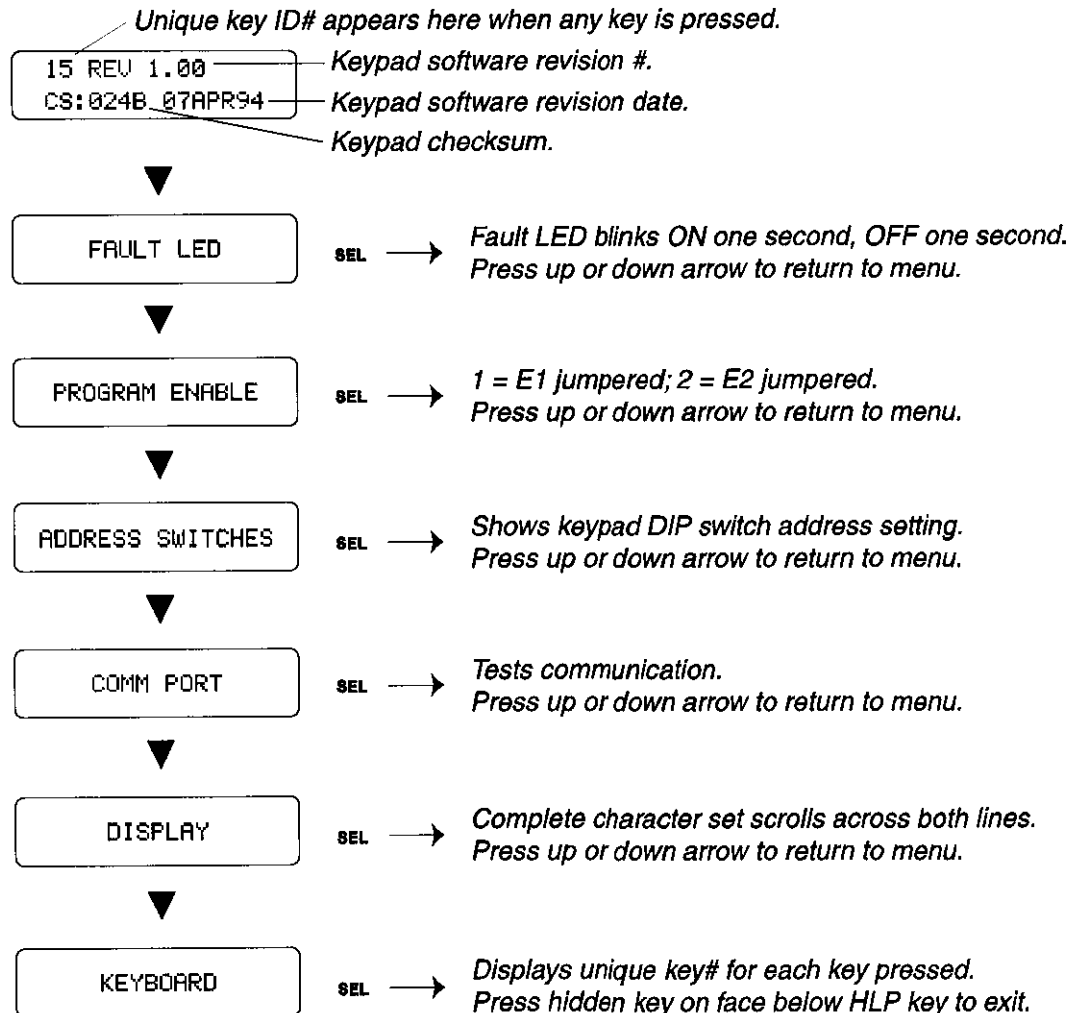 Unique key ID# appears here when any key is pressed.
15 REV 1.00
Keypad software revision #.
CS:024B 07APR94
Keypad software revision date.
Keypad checksum.
FAULT LED
SEL
Fault LED blinks ON one second, OFF one second.
Press up or down arrow to return to menu.
PROGRAM ENABLE
SEL
1 = E1 jumpered; 2 = E2 jumpered.
Press up or down arrow to return to menu.
ADDRESS SWITCHES
SEL
Shows keypad DIP switch address setting.
Press up or down arrow to return to menu.
COMM PORT
SEL
Tests communication.
Press up or down arrow to return to menu.
DISPLAY
SEL
Complete character set scrolls across both lines.
Press up or down arrow to return to menu.
KEYBOARD
SEL
Displays unique key# for each key pressed.
Press hidden key on face below HLP key to exit.